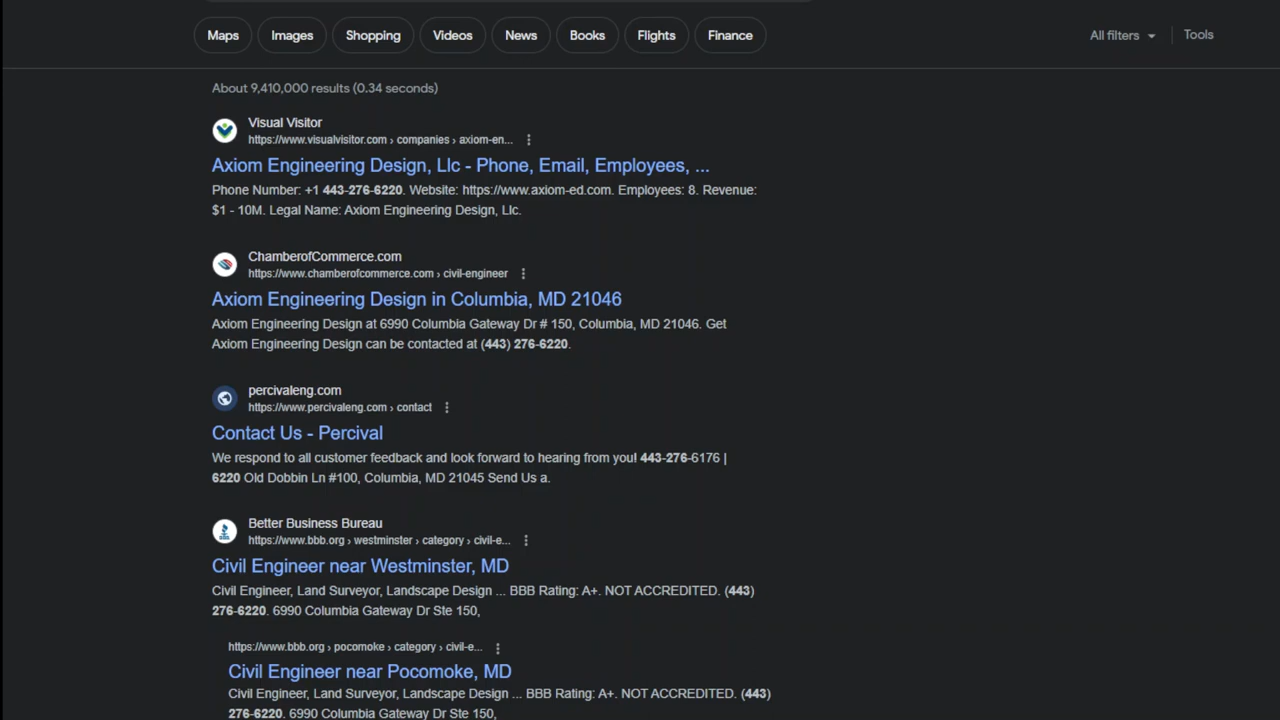 Maps Images Shopping Videos News Books Flights Finance All filters Tools
About 9,410,000 results (0.34 seconds)
Visual Visitor
https://www.visualvisitor.com › companies › axiom-en...
Axiom Engineering Design, Llc - Phone, Email, Employees, ...
Phone Number: +1 443-276-6220. Website: https://www.axiom-ed.com. Employees: 8. Revenue:
$1 - 10M. Legal Name: Axiom Engineering Design, Llc.
ChamberofCommerce.com
https://www.chamberofcommerce.com › civil-engineer
Axiom Engineering Design in Columbia, MD 21046
Axiom Engineering Design at 6990 Columbia Gateway Dr # 150, Columbia, MD 21046. Get
Axiom Engineering Design can be contacted at (443) 276-6220.
percivaleng.com
https://www.percivaleng.com › contact
Contact Us - Percival
We respond to all customer feedback and look forward to hearing from you! 443-276-6176 |
6220 Old Dobbin Ln #100, Columbia, MD 21045 Send Us a.
Better Business Bureau
https://www.bbb.org › westminster › category › civil-e...
Civil Engineer near Westminster, MD
Civil Engineer, Land Surveyor, Landscape Design ... BBB Rating: A+. NOT ACCREDITED. (443)
276-6220. 6990 Columbia Gateway Dr Ste 150,
https://www.bbb.org › pocomoke › category › civil-e...
Civil Engineer near Pocomoke, MD
Civil Engineer, Land Surveyor, Landscape Design ... BBB Rating: A+. NOT ACCREDITED. (443)
276-6220. 6990 Columbia Gateway Dr Ste 150,